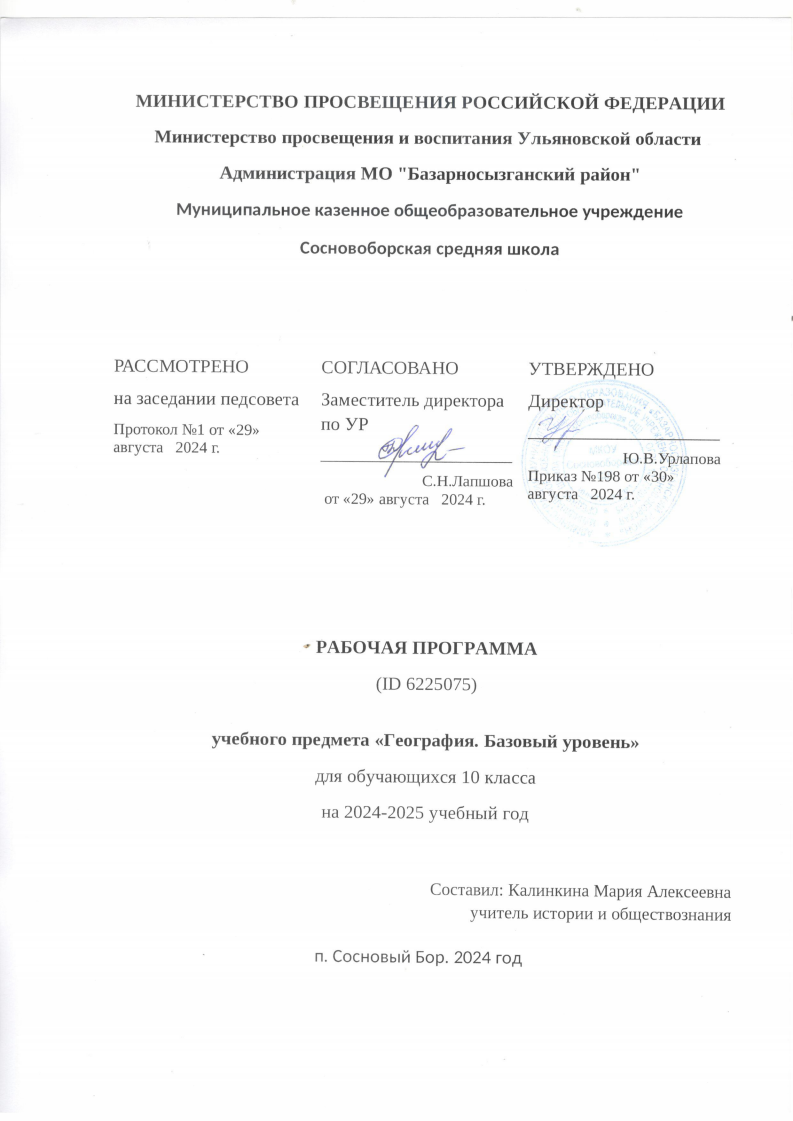 МИНИСТЕРСТВО ПРОСВЕЩЕНИЯ РОССИЙСКОЙ ФЕДЕРАЦИИ
Министерство просвещения и воспитания Ульяновской области
Администрация МО "Базарносызганский район"
Муниципальное казенное общеобразовательное учреждение
Сосновоборская средняя школа
РАССМОТРЕНО
на заседании педсовета
Протокол №1 от «29»
августа 2024 г.
СОГЛАСОВАНО
Заместитель директора
по УР
С.Н.Лапшова
от «29» августа 2024 г.
УТВЕРЖДЕНО
Директор
Ю.В.Урлапова
Приказ №198 от «30»
августа 2024 г.
РАБОЧАЯ ПРОГРАММА
(ID 6225075)
учебного предмета «География. Базовый уровень»
для обучающихся 10 класса
на 2024-2025 учебный год
Составил: Калинкина Мария Алексеевна
учитель истории и обществознания
п. Сосновый Бор. 2024 год